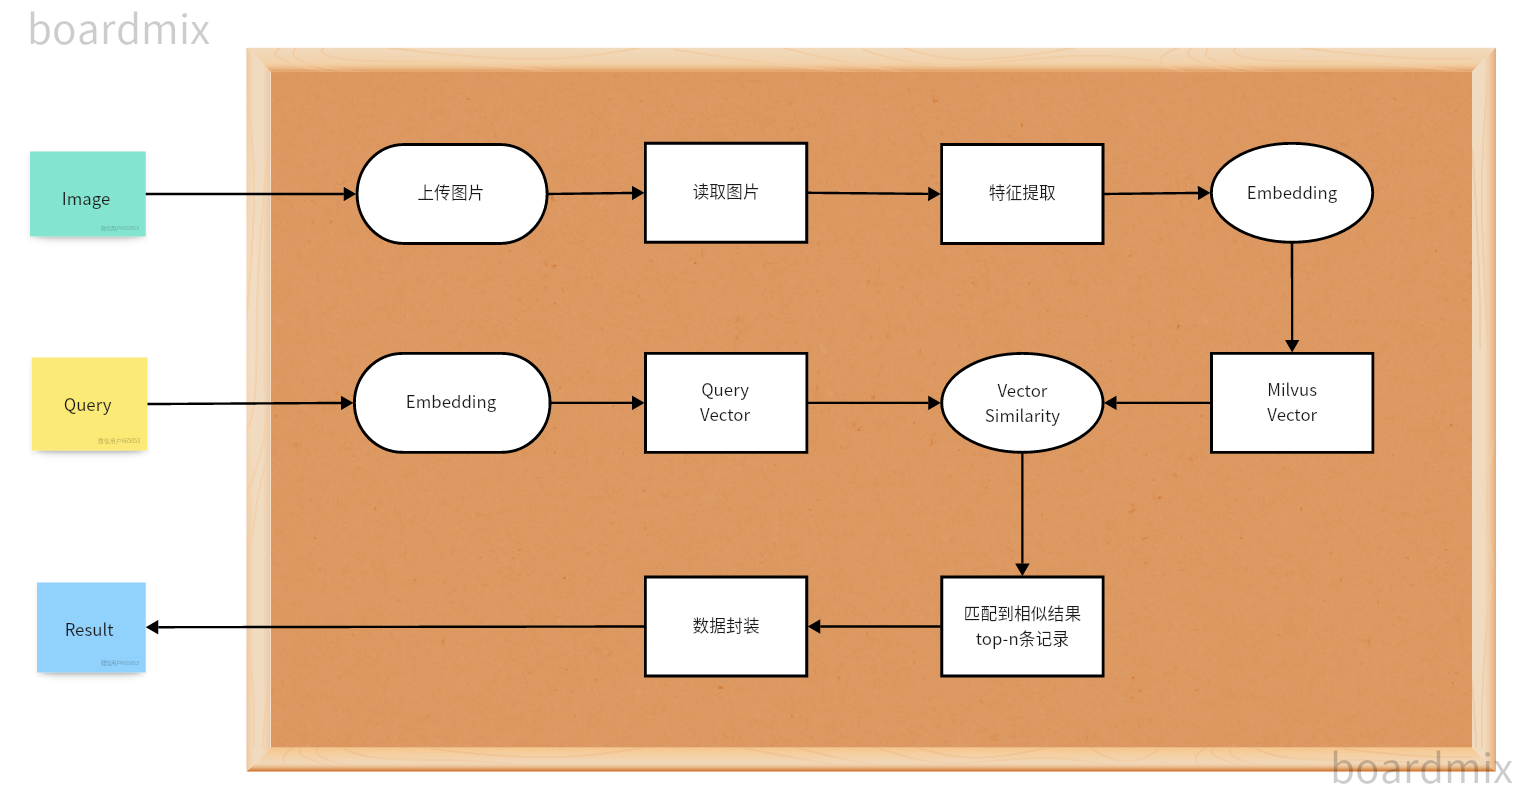 boardmix
Image
上传图片
读取图片
特征提取
Embedding
Query
Embedding
Query
Vector
Vector
Similarity
Milvus
Vector
Result
数据封装
匹配到相似结果
top-n条记录
boardmix